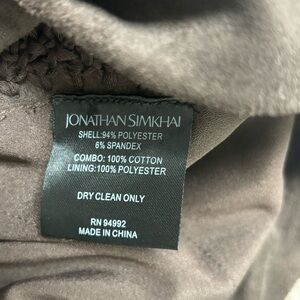 JONATHAN SIMKHAI
SHELL:94% POLYESTER
6% SPANDEX
COMBO: 100% COTTON
LINING:100% POLYESTER
DRY CLEAN ONLY
RN 94992
MADE IN CHINA